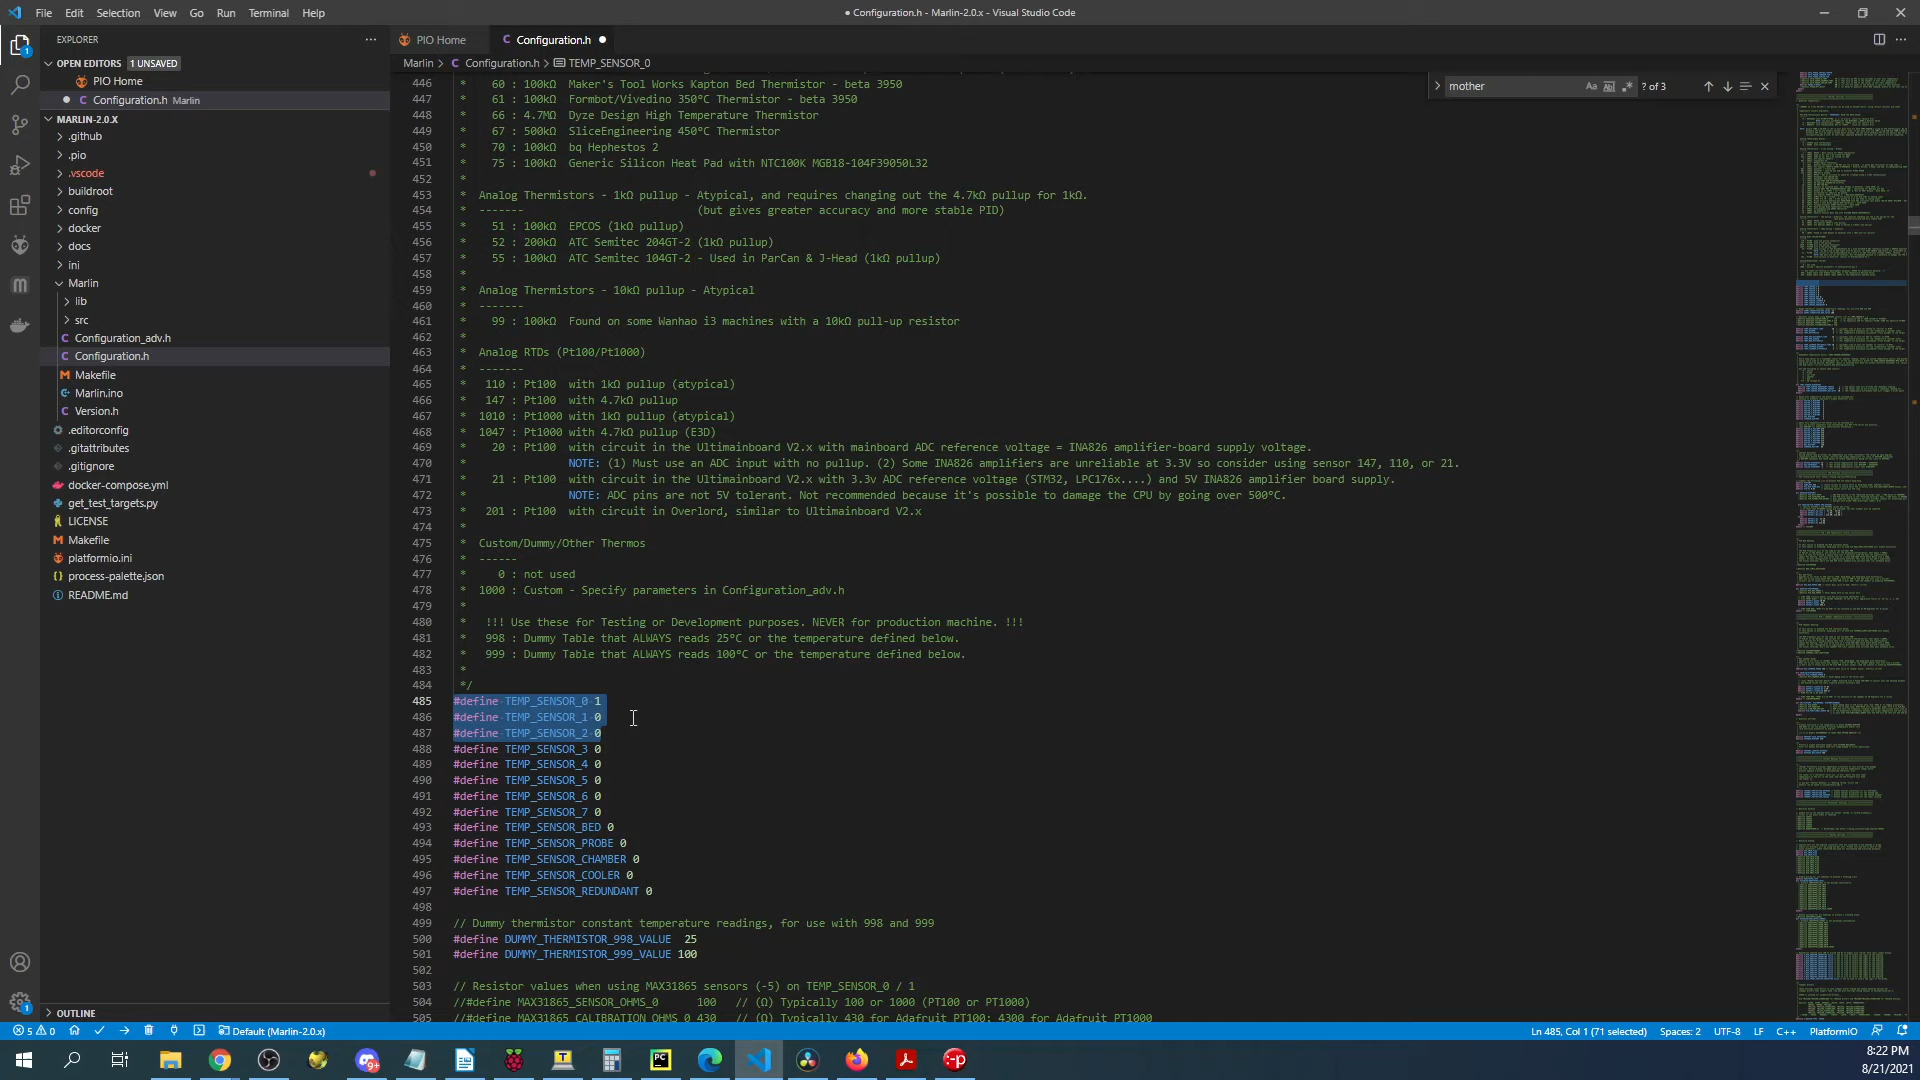 File Edit Selection View Go Run Terminal Help
● Configuration.h - Marlin-2.0.x - Visual Studio Code
EXPLORER
OPEN EDITORS 1 UNSAVED
PIO Home
Configuration.h Marlin
MARLIN-2.0.X
.github
.pio
.vscode
buildroot
config
docker
docs
ini
Marlin
lib
src
Configuration_adv.h
Configuration.h
Makefile
Marlin.ino
Version.h
.editorconfig
.gitattributes
.gitignore
docker-compose.yml
get_test_targets.py
LICENSE
Makefile
platformio.ini
process-palette.json
README.md
OUTLINE
PIO Home
Configuration.h
Marlin > Configuration.h > TEMP_SENSOR_0
mother
? of 3
446 * 60 : 100kΩ Maker's Tool Works Kapton Bed Thermistor - beta 3950
447 * 61 : 100kΩ Formbot/Vivedino 350°C Thermistor - beta 3950
448 * 66 : 4.7MΩ Dyze Design High Temperature Thermistor
449 * 67 : 500kΩ SliceEngineering 450°C Thermistor
450 * 70 : 100kΩ bq Hephestos 2
451 * 75 : 100kΩ Generic Silicon Heat Pad with NTC100K MGB18-104F39050L32
452 *
453 * Analog Thermistors - 1kΩ pullup - Atypical, and requires changing out the 4.7kΩ pullup for 1kΩ.
454 * ------- (but gives greater accuracy and more stable PID)
455 * 51 : 100kΩ EPCOS (1kΩ pullup)
456 * 52 : 200kΩ ATC Semitec 204GT-2 (1kΩ pullup)
457 * 55 : 100kΩ ATC Semitec 104GT-2 - Used in ParCan & J-Head (1kΩ pullup)
458 *
459 * Analog Thermistors - 10kΩ pullup - Atypical
460 * -------
461 * 99 : 100kΩ Found on some Wanhao i3 machines with a 10kΩ pull-up resistor
462 *
463 * Analog RTDs (Pt100/Pt1000)
464 * -------
465 * 110 : Pt100 with 1kΩ pullup (atypical)
466 * 147 : Pt100 with 4.7kΩ pullup
467 * 1010 : Pt1000 with 1kΩ pullup (atypical)
468 * 1047 : Pt1000 with 4.7kΩ pullup (E3D)
469 * 20 : Pt100 with circuit in the Ultimainboard V2.x with mainboard ADC reference voltage = INA826 amplifier-board supply voltage.
470 * NOTE: (1) Must use an ADC input with no pullup. (2) Some INA826 amplifiers are unreliable at 3.3V so consider using sensor 147, 110, or 21.
471 * 21 : Pt100 with circuit in the Ultimainboard V2.x with 3.3v ADC reference voltage (STM32, LPC176x....) and 5V INA826 amplifier board supply.
472 * NOTE: ADC pins are not 5V tolerant. Not recommended because it's possible to damage the CPU by going over 500°C.
473 * 201 : Pt100 with circuit in Overlord, similar to Ultimainboard V2.x
474 *
475 * Custom/Dummy/Other Thermos
476 * ------
477 * 0 : not used
478 * 1000 : Custom - Specify parameters in Configuration_adv.h
479 *
480 * !!! Use these for Testing or Development purposes. NEVER for production machine. !!!
481 * 998 : Dummy Table that ALWAYS reads 25°C or the temperature defined below.
482 * 999 : Dummy Table that ALWAYS reads 100°C or the temperature defined below.
483 *
484 */
485 #define TEMP_SENSOR_0 1
486 #define TEMP_SENSOR_1 0
487 #define TEMP_SENSOR_2 0
488 #define TEMP_SENSOR_3 0
489 #define TEMP_SENSOR_4 0
490 #define TEMP_SENSOR_5 0
491 #define TEMP_SENSOR_6 0
492 #define TEMP_SENSOR_7 0
493 #define TEMP_SENSOR_BED 0
494 #define TEMP_SENSOR_PROBE 0
495 #define TEMP_SENSOR_CHAMBER 0
496 #define TEMP_SENSOR_COOLER 0
497 #define TEMP_SENSOR_REDUNDANT 0
498
499 // Dummy thermistor constant temperature readings, for use with 998 and 999
500 #define DUMMY_THERMISTOR_998_VALUE 25
501 #define DUMMY_THERMISTOR_999_VALUE 100
502
503 // Resistor values when using MAX31865 sensors (-5) on TEMP_SENSOR_0 / 1
504 //#define MAX31865_SENSOR_OHMS_0 100 // (Ω) Typically 100 or 1000 (PT100 or PT1000)
505 //#define MAX31865_CALIBRATION_OHMS_0 430 // (Ω) Typically 430 for Adafruit PT100; 4300 for Adafruit PT1000
5 0 Default (Marlin-2.0.x)
Ln 485, Col 1 (71 selected) Spaces: 2 UTF-8 LF C++ PlatformIO
8:22 PM
8/21/2021